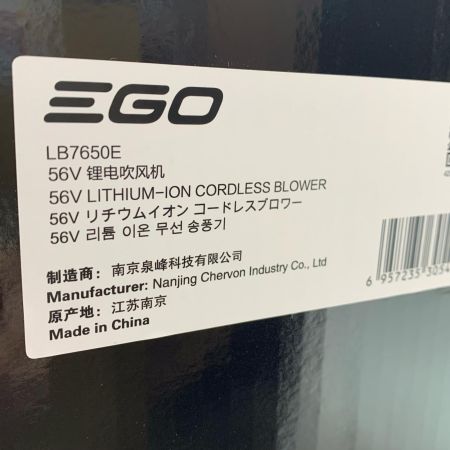 EGO
LB7650E
56V 锂电吹风机
56V LITHIUM-ION CORDLESS BLOWER
56V リチウムイオン コードレスブロワー
56V 리튬 이온 무선 송풍기
制造商：南京泉峰科技有限公司
Manufacturer: Nanjing Chervon Industry Co., Ltd
原产地：江苏南京
Made in China
6 957235 3054